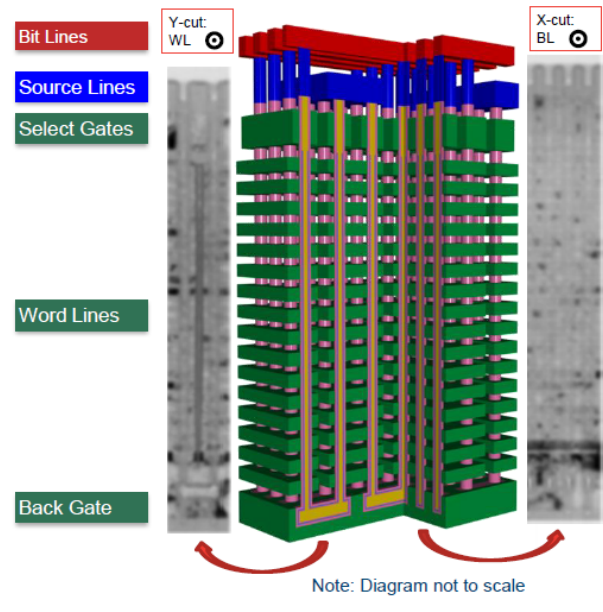 Bit Lines
Y-cut:
WL
X-cut:
BL
Source Lines
Select Gates
Word Lines
Back Gate
Note: Diagram not to scale